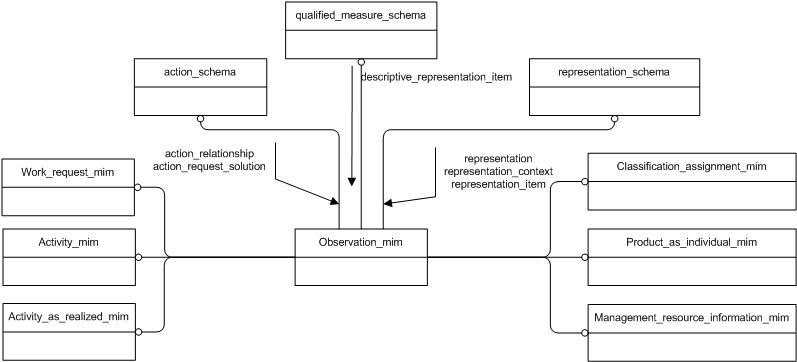 qualified_measure_schema
action_schema
descriptive_representation_item
representation_schema
action_relationship
action_request_solution
representation
representation_context
representation_item
Work_request_mim
Classification_assignment_mim
Activity_mim
Observation_mim
Product_as_individual_mim
Activity_as_realized_mim
Management_resource_information_mim